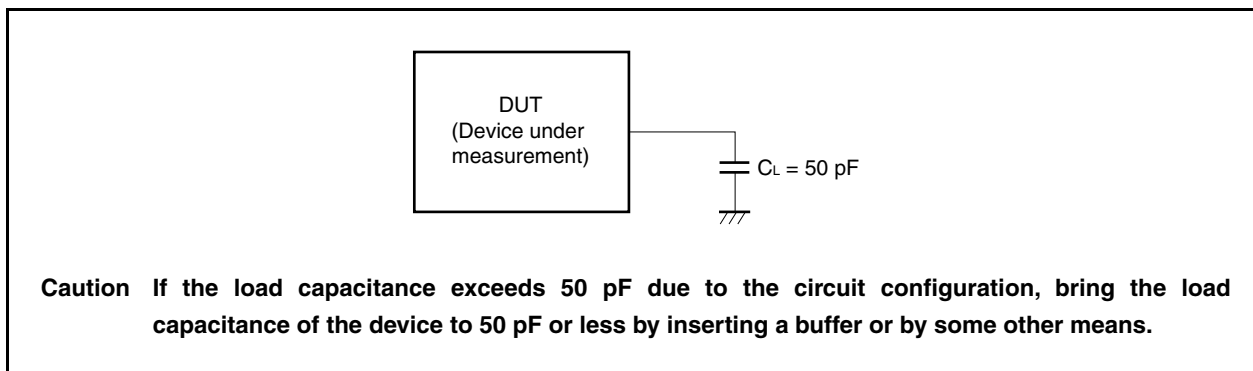 DUT
(Device under
measurement)
CL = 50 pF
Caution If the load capacitance exceeds 50 pF due to the circuit configuration, bring the load
capacitance of the device to 50 pF or less by inserting a buffer or by some other means.